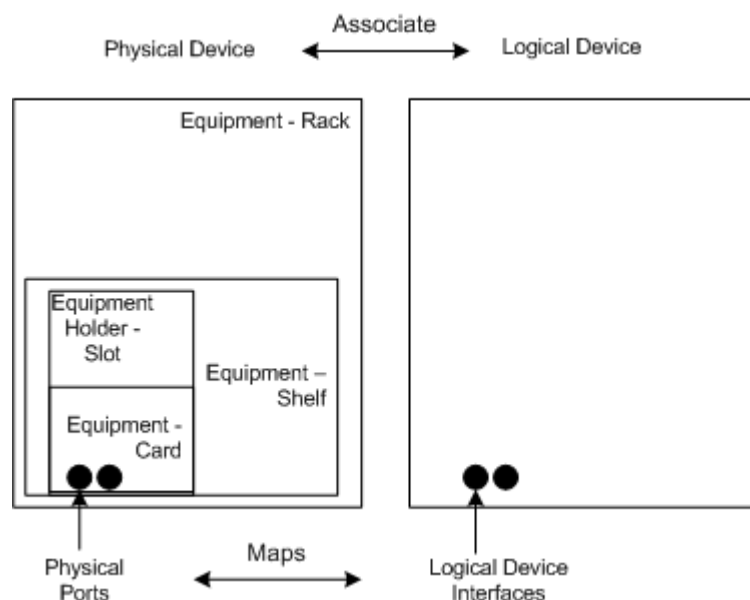 Associate
Physical Device
Logical Device
Equipment - Rack
Equipment
Holder -
Slot
Equipment –
Shelf
Equipment -
Card
Maps
Physical
Ports
Logical Device
Interfaces